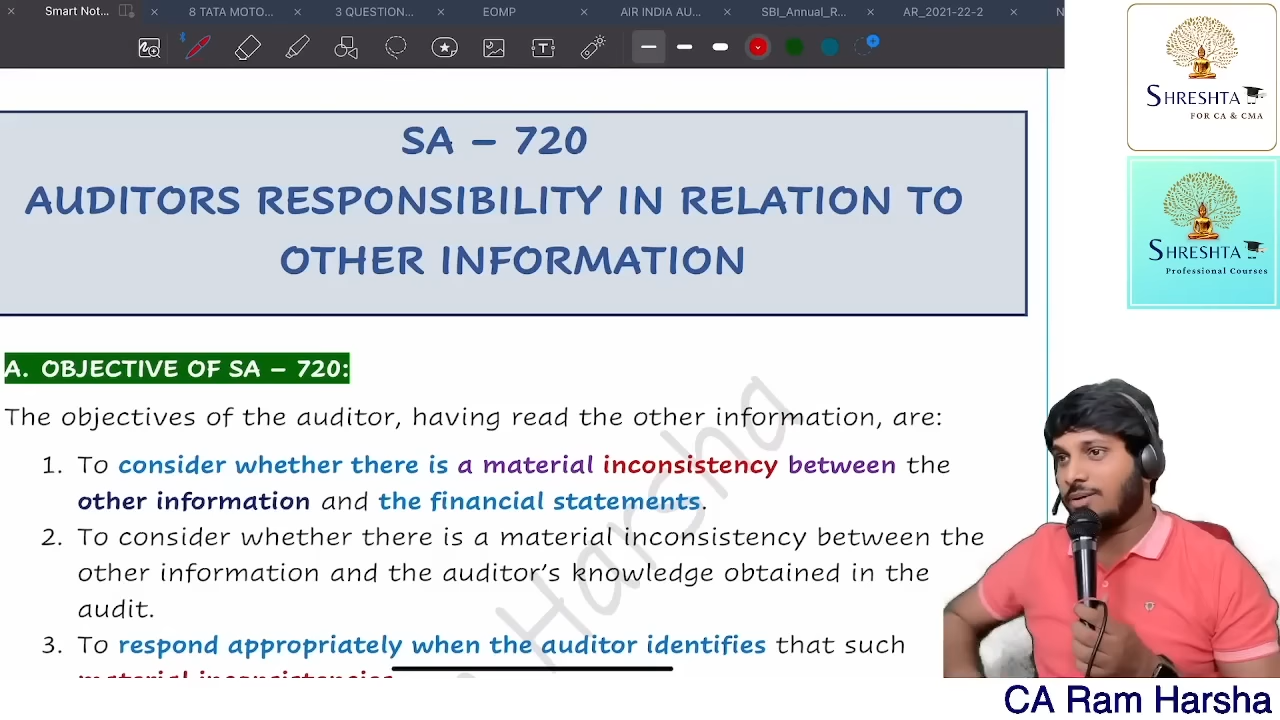 Smart Not...
8 TATA MOTO...
3 QUESTION...
EOMP
AIR INDIA AU...
SBI_Annual_R...
AR_2021-22-2
N
T
SHRESHTA
FOR CA & CMA
SHRESHTA
Professional Courses
SA – 720
AUDITORS RESPONSIBILITY IN RELATION TO
OTHER INFORMATION
A. OBJECTIVE OF SA – 720:
The objectives of the auditor, having read the other information, are:
1. To consider whether there is a material inconsistency between the
other information and the financial statements.
2. To consider whether there is a material inconsistency between the
other information and the auditor's knowledge obtained in the
audit.
3. To respond appropriately when the auditor identifies that such
material inconsistencies
Harsha
CA Ram Harsha